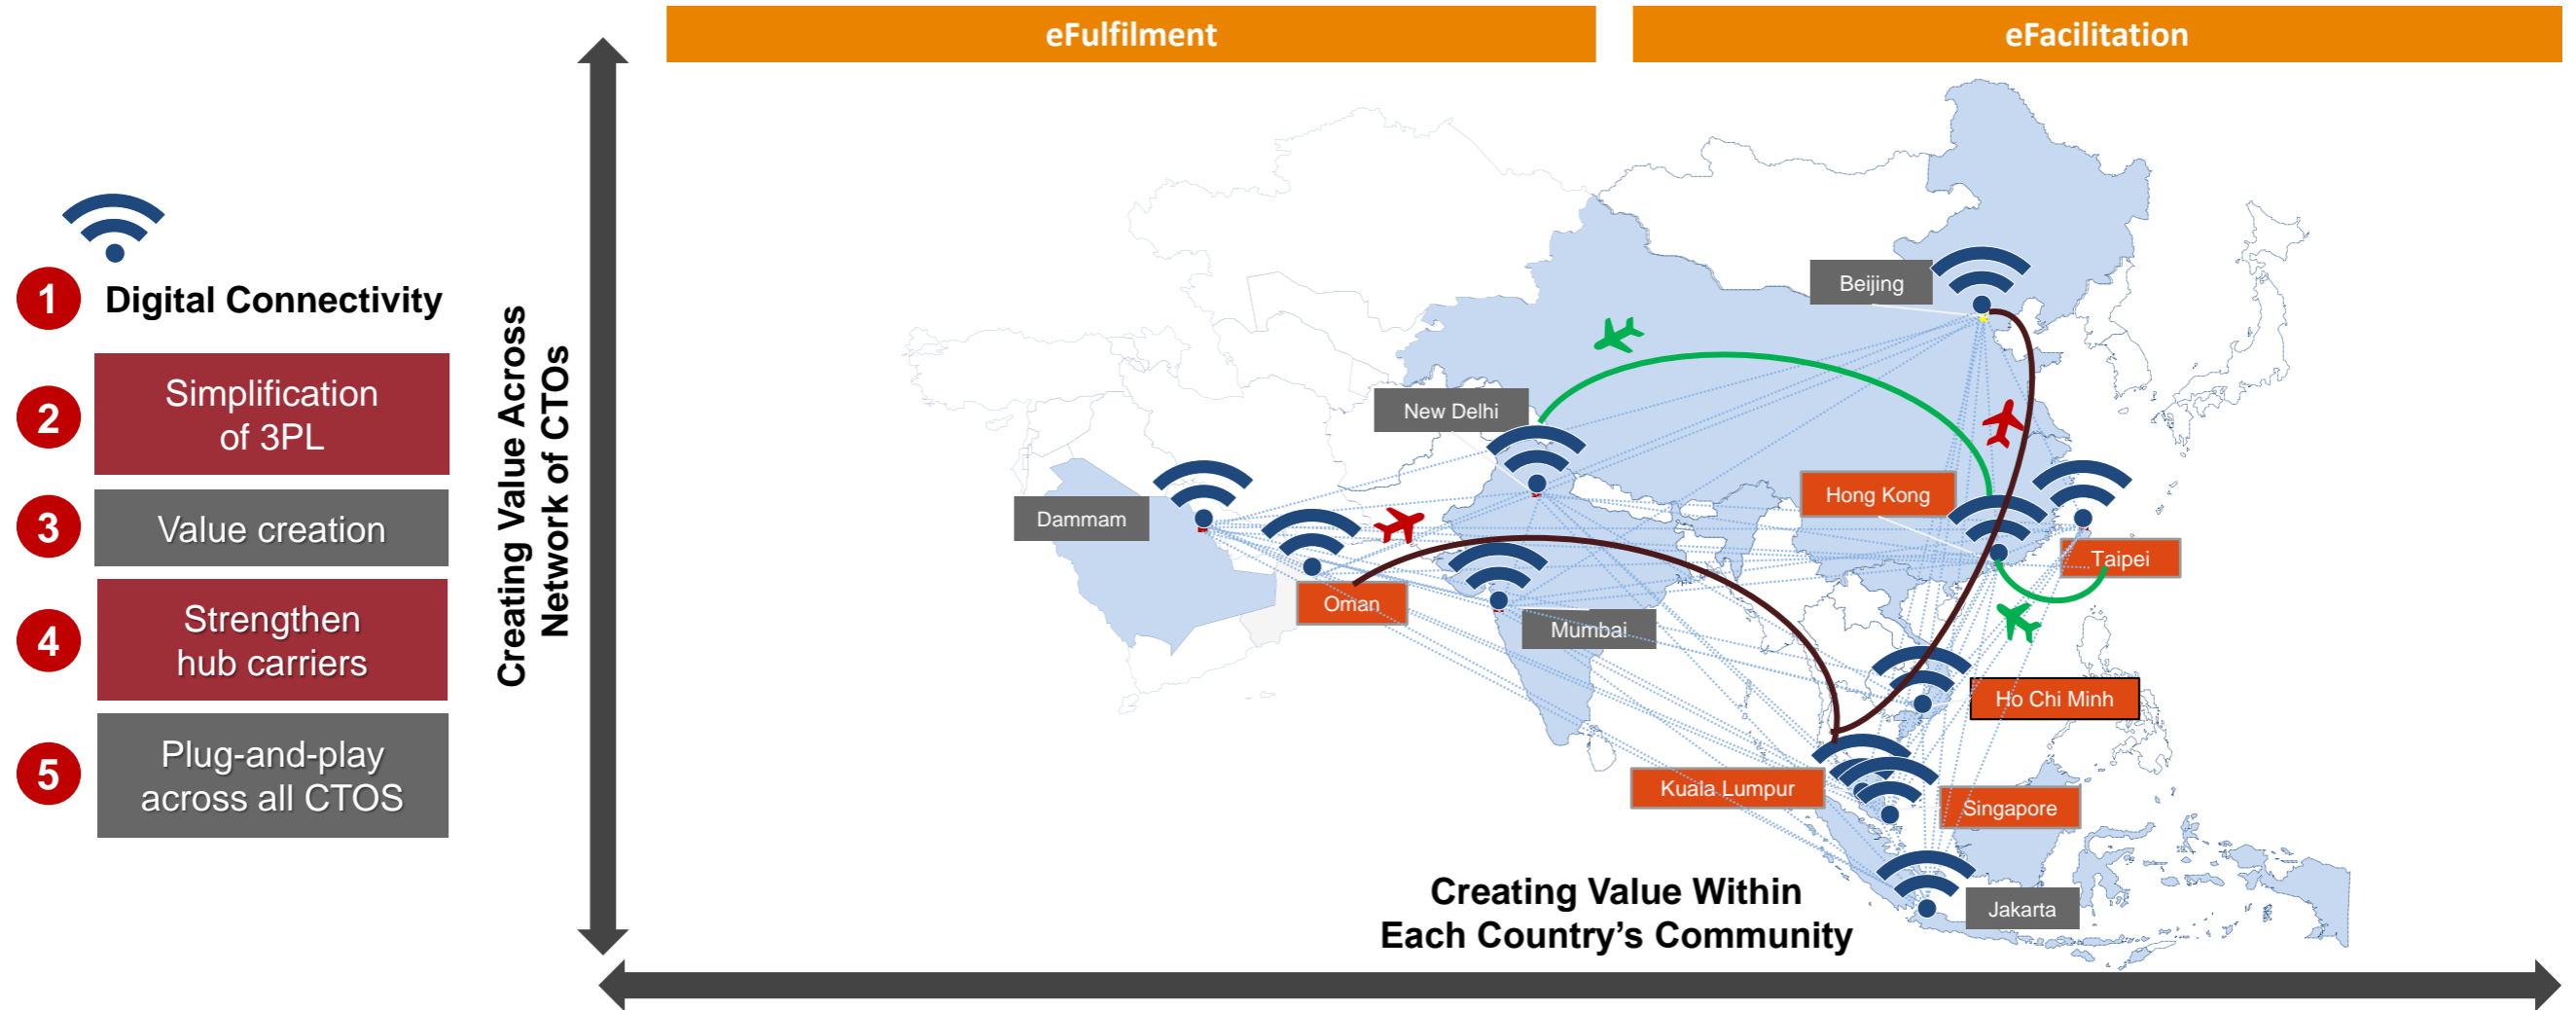 eFulfilment
eFacilitation
1
Digital Connectivity
2
Simplification
of 3PL
3
Value creation
4
Strengthen
hub carriers
5
Plug-and-play
across all CTOS
Creating Value Across
Network of CTOs
Beijing
New Delhi
Hong Kong
Dammam
Taipei
Oman
Mumbai
Ho Chi Minh
Kuala Lumpur
Singapore
Jakarta
Creating Value Within
Each Country’s Community